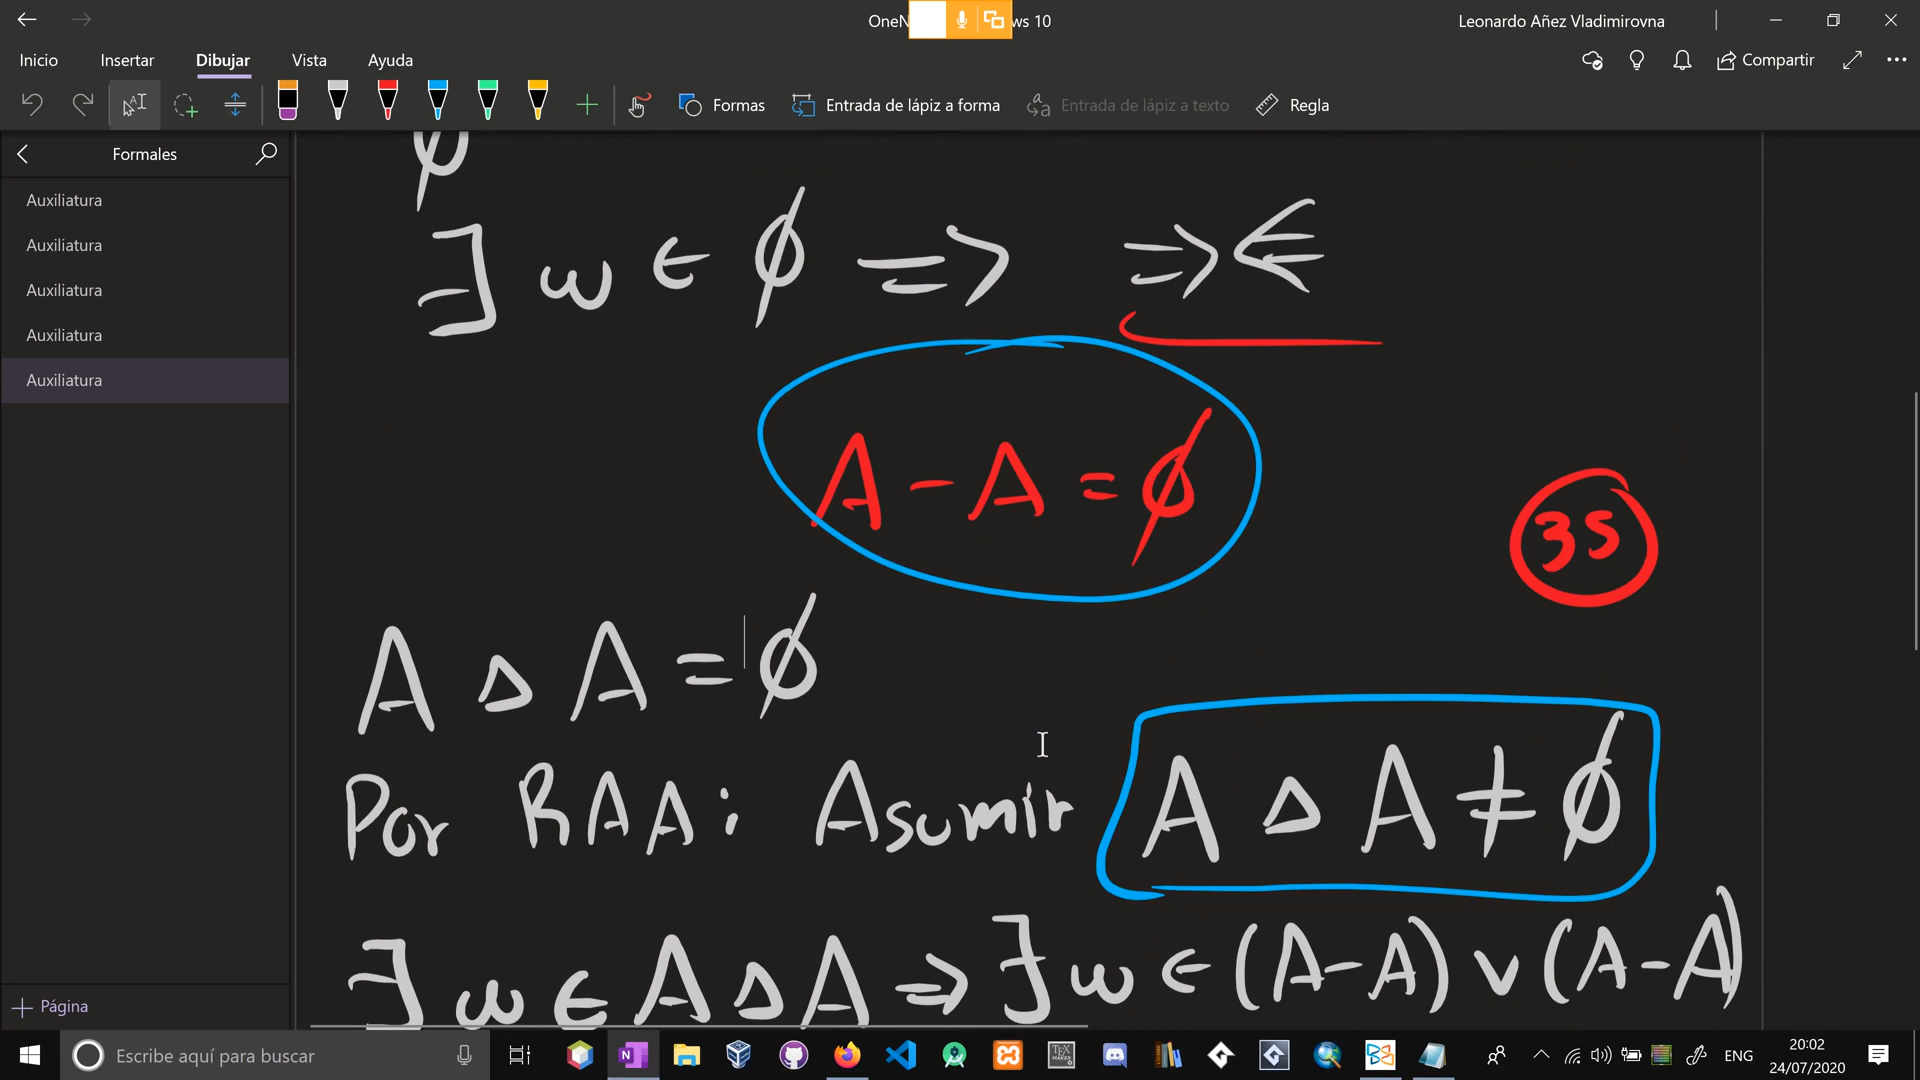 OneN
ws 10
Leonardo Añez Vladimirovna
Inicio
Insertar
Dibujar
Vista
Ayuda
Compartir
Formas
Entrada de lápiz a forma
Entrada de lápiz a texto
Regla
Formales
Auxiliatura
Auxiliatura
Auxiliatura
Auxiliatura
Auxiliatura
Página
∅
∃ w ∈ ∅ => =><=
A - A = ∅
35
A Δ A = ∅
Por RAA: Asumir A Δ A ≠ ∅
∃ w ∈ A Δ A => ∃ w ∈ (A-A) ∨ (A-A)
Escribe aquí para buscar
ENG
20:02
24/07/2020